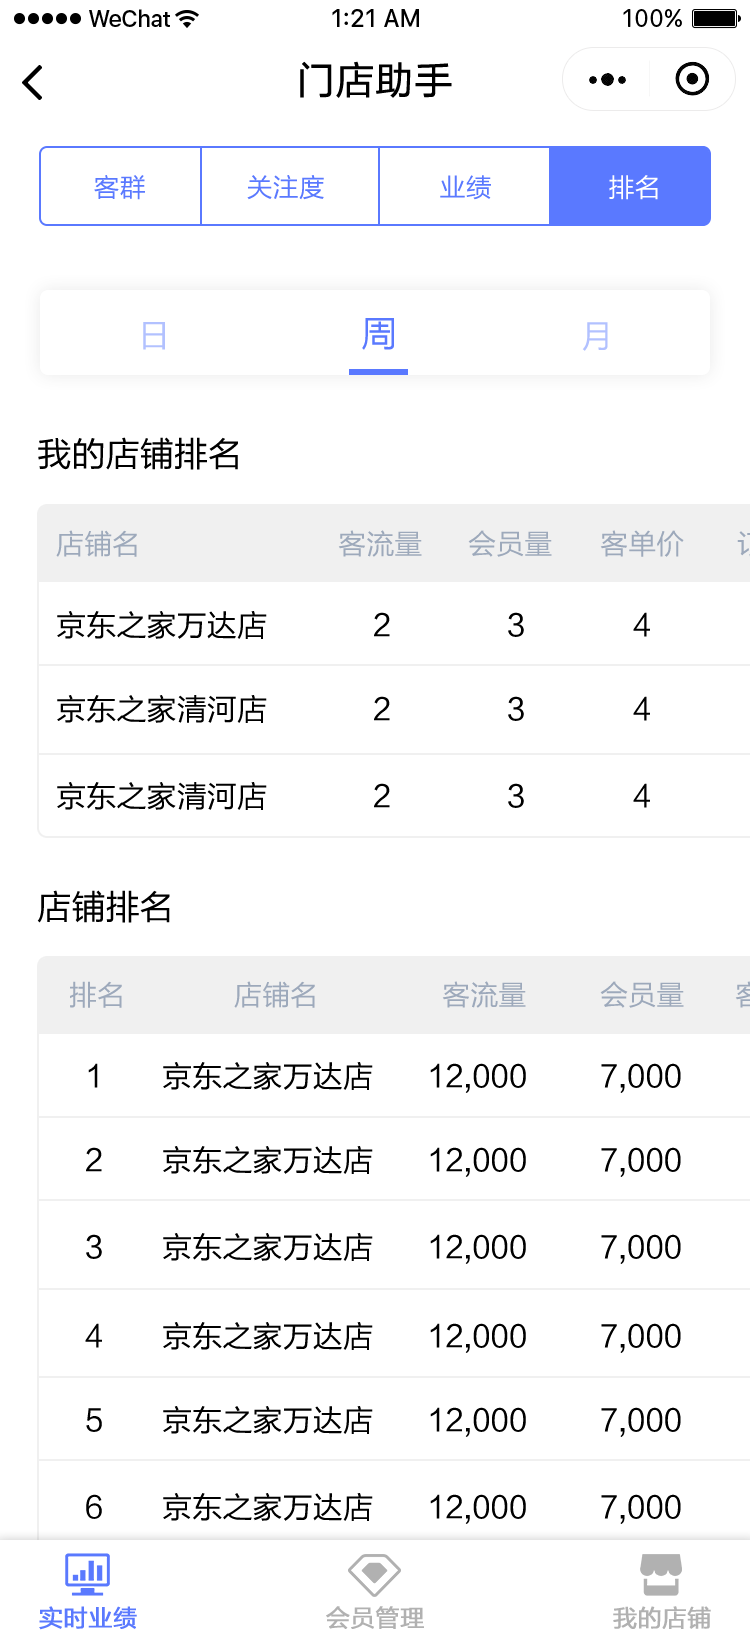 WeChat 1:21 AM 100%
门店助手
客群 关注度 业绩 排名
日 周 月
我的店铺排名
店铺名 客流量 会员量 客单价
京东之家万达店 2 3 4
京东之家清河店 2 3 4
京东之家清河店 2 3 4
店铺排名
排名 店铺名 客流量 会员量
1 京东之家万达店 12,000 7,000
2 京东之家万达店 12,000 7,000
3 京东之家万达店 12,000 7,000
4 京东之家万达店 12,000 7,000
5 京东之家万达店 12,000 7,000
6 京东之家万达店 12,000 7,000
实时业绩 会员管理 我的店铺